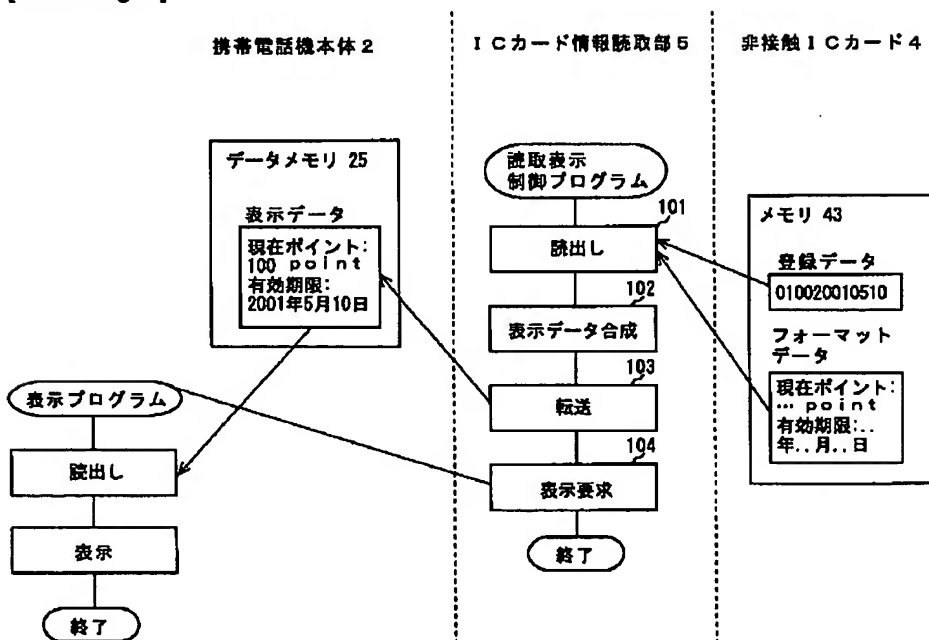 携帯電話機本体2
ICカード情報読取部5
非接触ICカード4
データメモリ 25
表示データ
現在ポイント:
100 point
有効期限:
2001年5月10日
表示プログラム
読出し
表示
終了
読取表示
制御プログラム
101
読出し
102
表示データ合成
103
転送
104
表示要求
終了
メモリ 43
登録データ
010020010510
フォーマット
データ
現在ポイント:
… point
有効期限:..
年..月..日